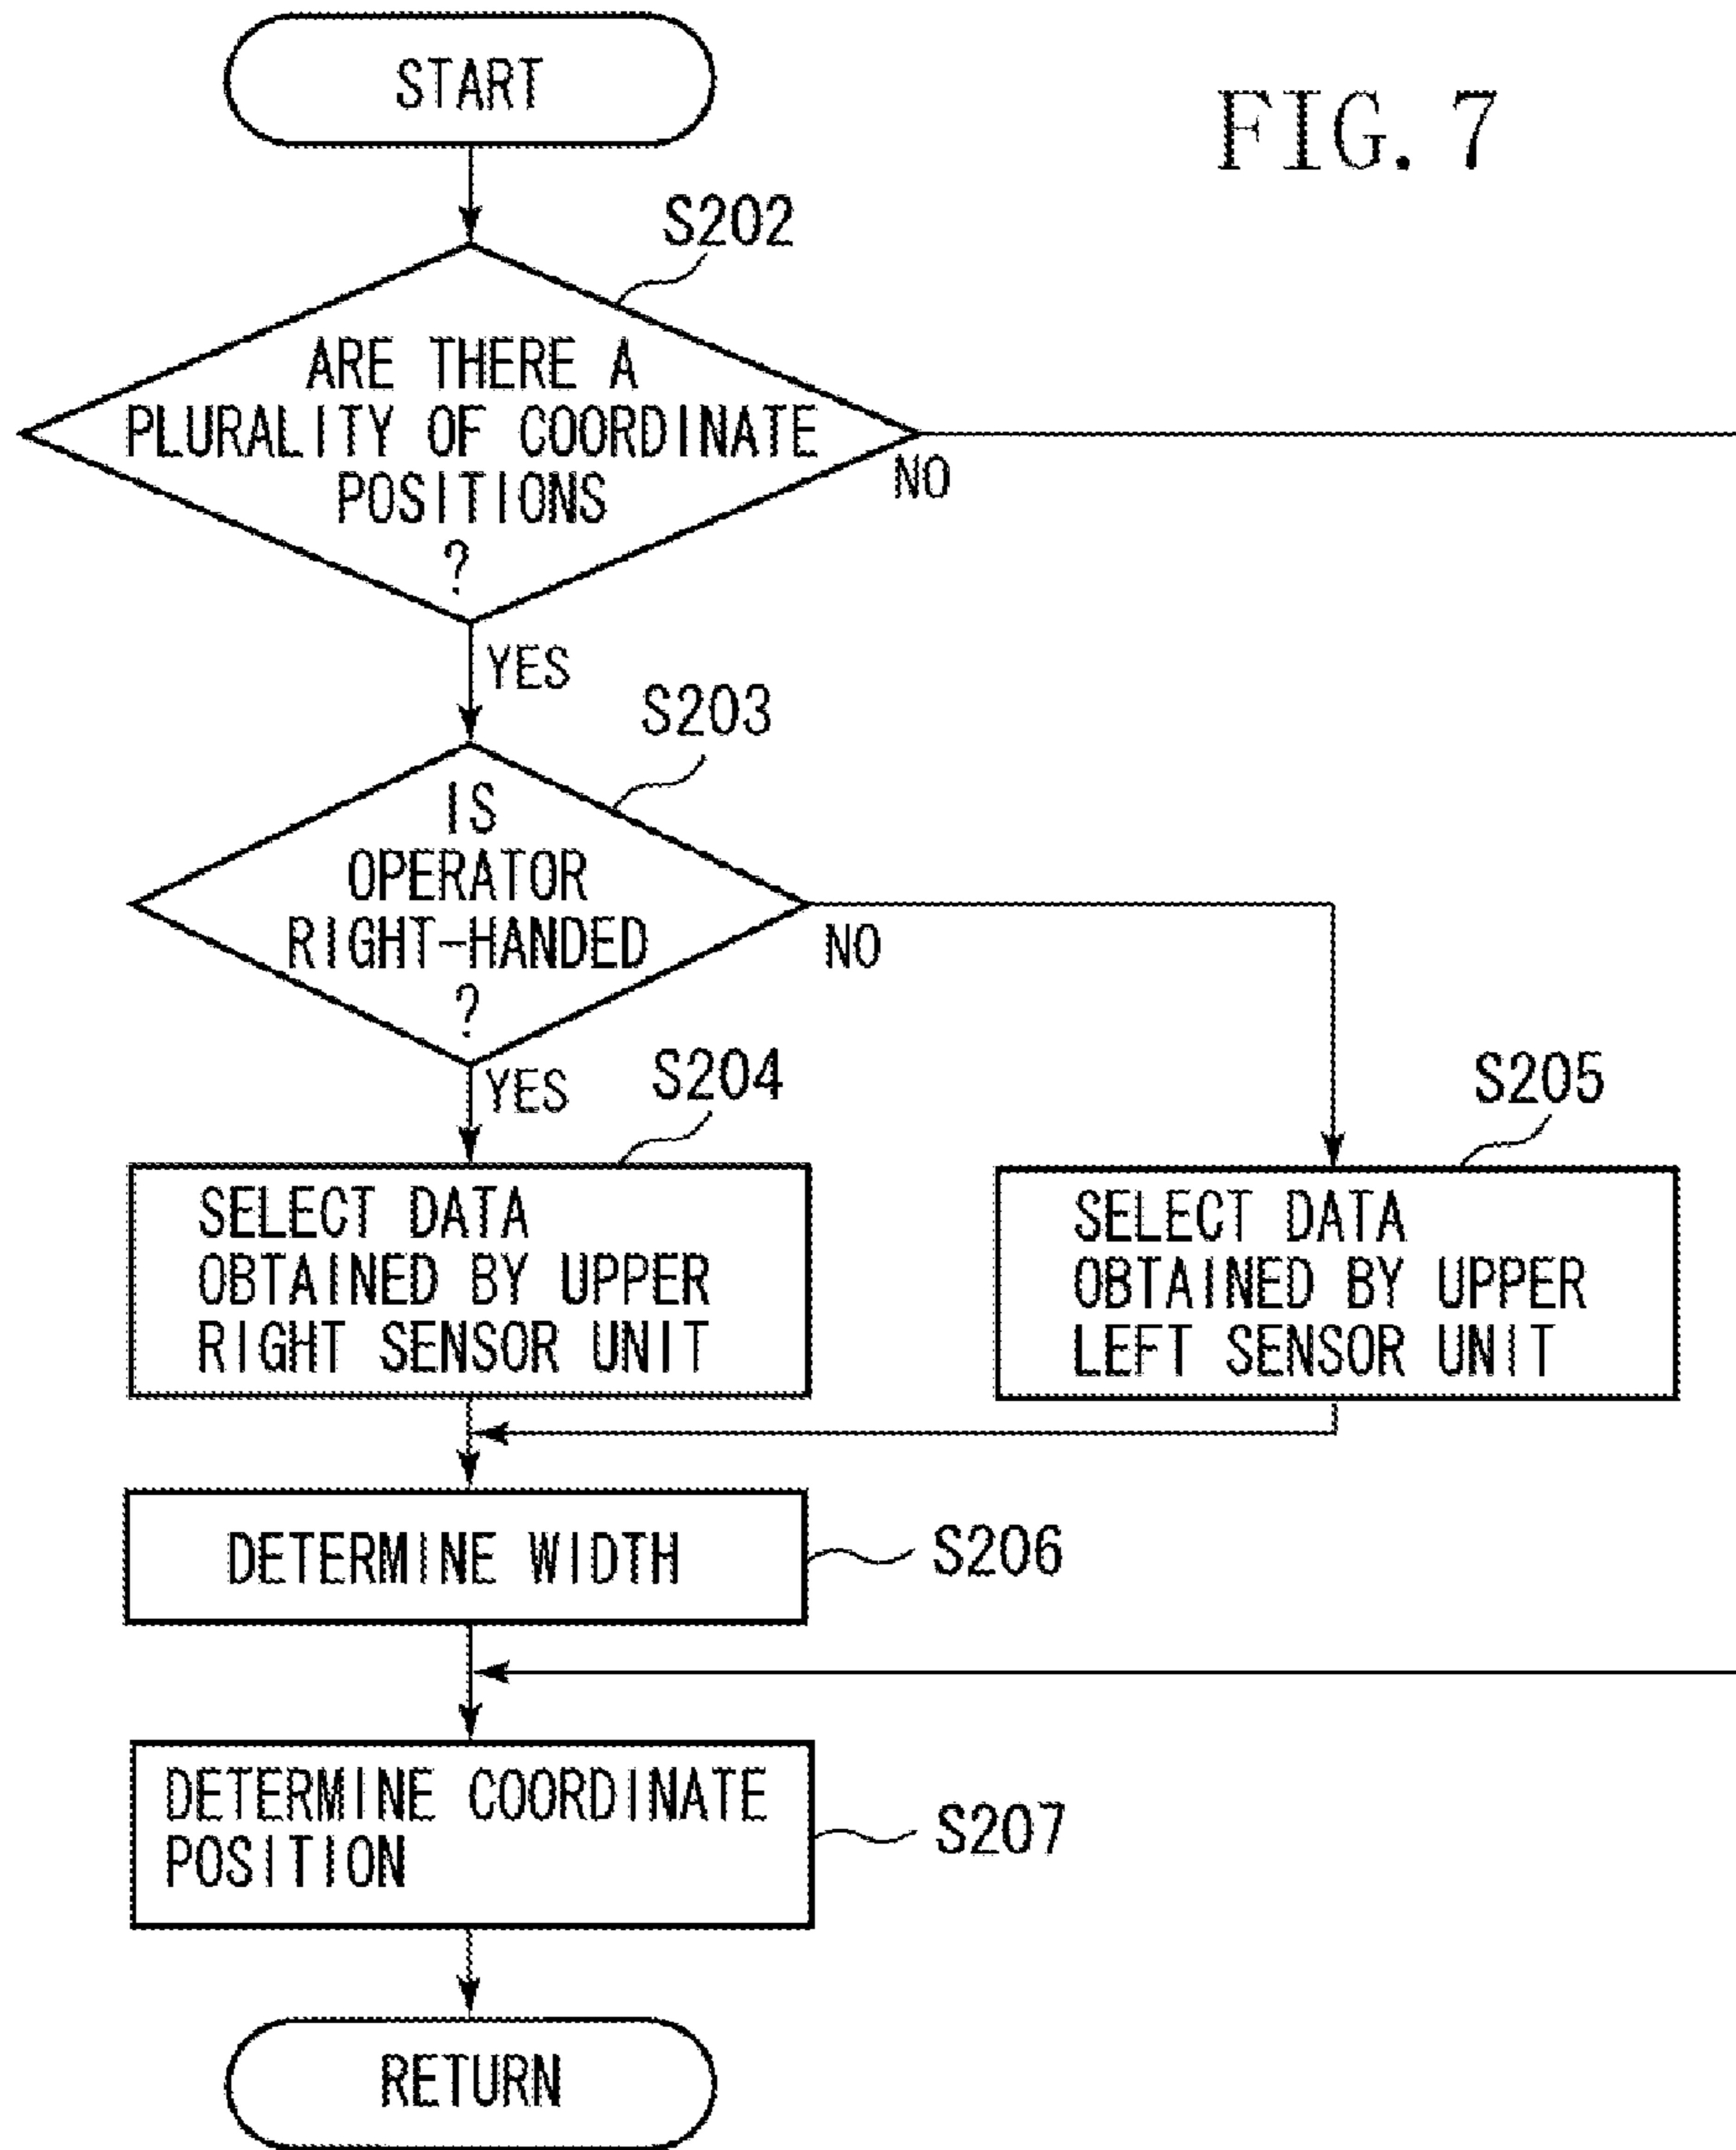 START
FIG. 7
S202
ARE THERE A
PLURALITY OF COORDINATE
POSITIONS
?
NO
YES
S203
IS
OPERATOR
RIGHT-HANDED
?
NO
YES
S204
S205
SELECT DATA
OBTAINED BY UPPER
RIGHT SENSOR UNIT
SELECT DATA
OBTAINED BY UPPER
LEFT SENSOR UNIT
DETERMINE WIDTH
S206
DETERMINE COORDINATE
POSITION
S207
RETURN